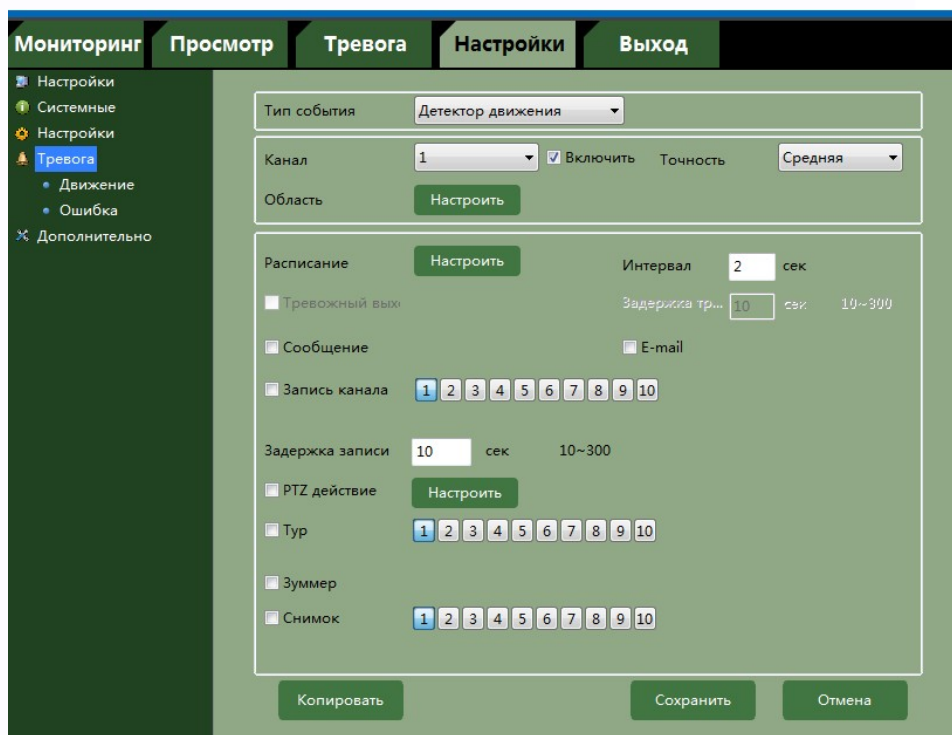 Мониторинг Просмотр Тревога Настройки Выход
Настройки
Системные
Настройки
Тревога
Движение
Ошибка
Дополнительно
Тип события Детектор движения
Канал 1 Включить Точность Средняя
Область Настроить
Расписание Настроить Интервал 2 сек
Тревожный вых Задержка тр... 10 сек 10~300
Сообщение E-mail
Запись канала 1 2 3 4 5 6 7 8 9 10
Задержка записи 10 сек 10~300
PTZ действие Настроить
Тур 1 2 3 4 5 6 7 8 9 10
Зуммер
Снимок 1 2 3 4 5 6 7 8 9 10
Копировать Сохранить Отмена